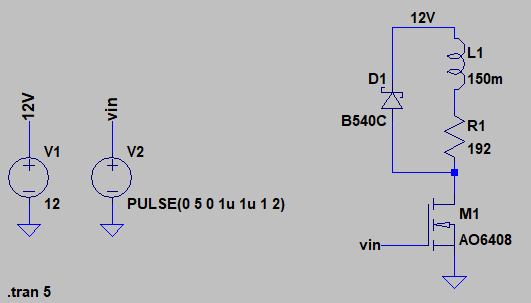 12V
L1
150m
D1
B540C
R1
192
12V
vin
V1
V2
12
PULSE(0 5 0 1u 1u 1 2)
M1
AO6408
vin
.tran 5